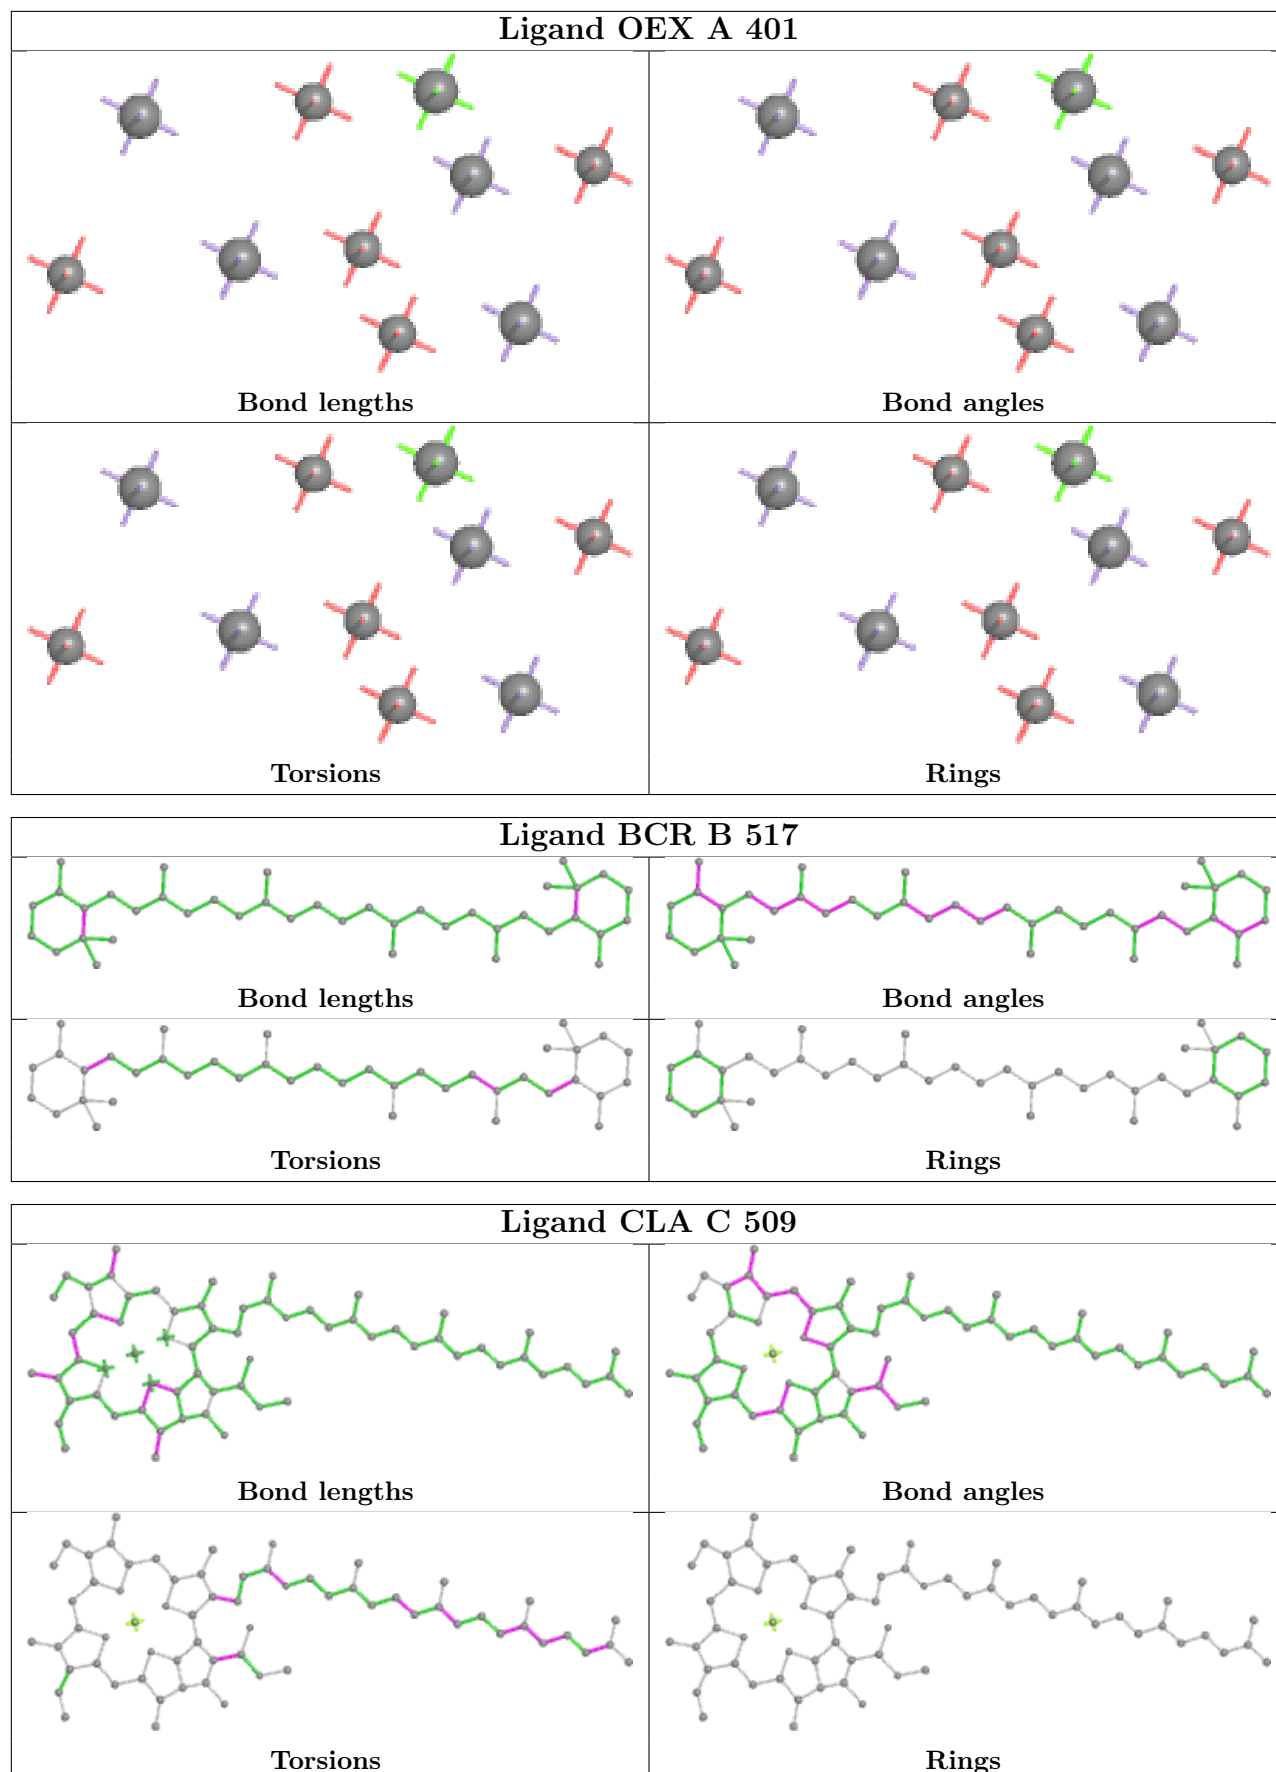 Ligand OEX A 401
Bond lengths
Bond angles
Torsions
Rings
Ligand BCR B 517
Bond lengths
Bond angles
Torsions
Rings
Ligand CLA C 509
Bond lengths
Bond angles
Torsions
Rings